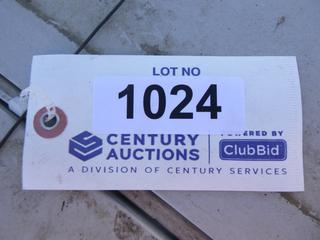 LOT NO
1024
CENTURY
AUCTIONS
POWERED BY
ClubBid
A DIVISION OF CENTURY SERVICES